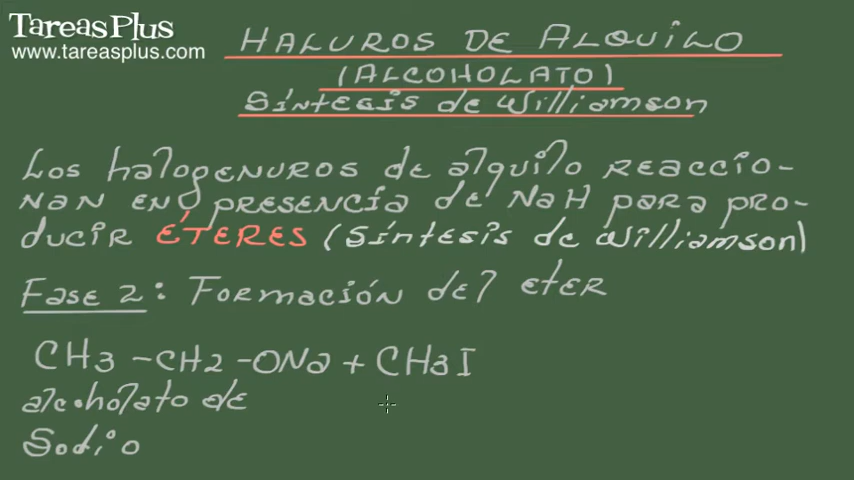 TareasPlus
www.tareasplus.com
HALUROS DE ALQUILO
(ALCOHOLATO)
Síntesis de Williamson
Los halogenuros de alquilo reaccio-
nan en presencia de NaH para pro-
ducir ÉTERES (Síntesis de Williamson)
Fase 2: Formación del eter
CH3 - CH2 - ONa + CH3I
alcoholato de
Sodio